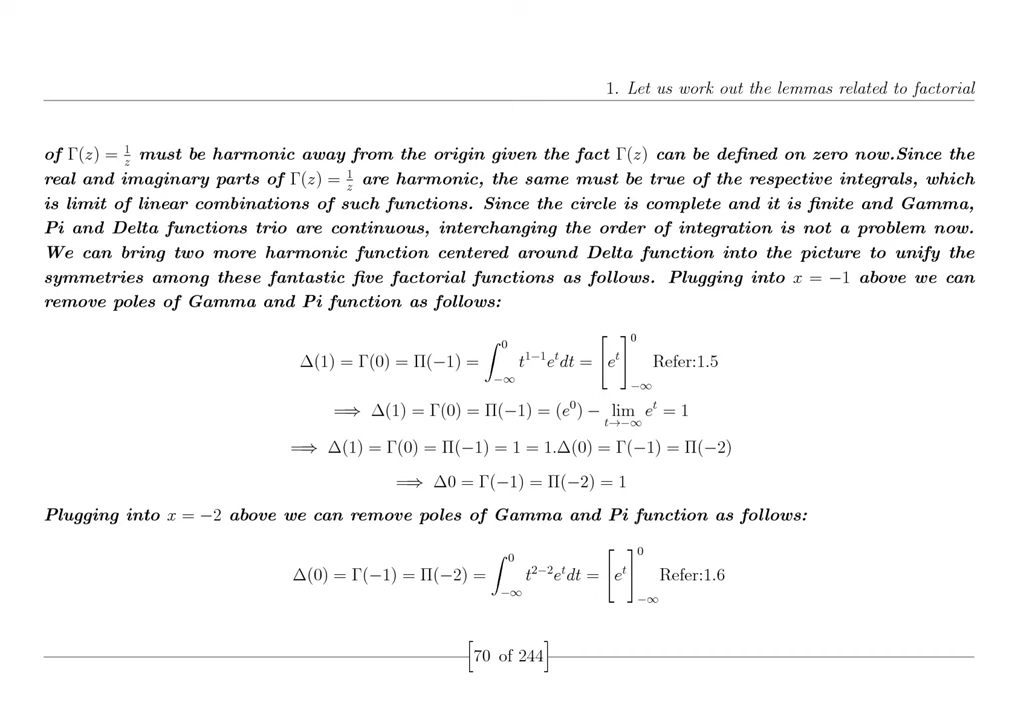 1. Let us work out the lemmas related to factorial
of Γ(z) = 1/z must be harmonic away from the origin given the fact Γ(z) can be defined on zero now.Since the
real and imaginary parts of Γ(z) = 1/z are harmonic, the same must be true of the respective integrals, which
is limit of linear combinations of such functions. Since the circle is complete and it is finite and Gamma,
Pi and Delta functions trio are continuous, interchanging the order of integration is not a problem now.
We can bring two more harmonic function centered around Delta function into the picture to unify the
symmetries among these fantastic five factorial functions as follows. Plugging into x = −1 above we can
remove poles of Gamma and Pi function as follows:
Δ(1) = Γ(0) = Π(−1) = ∫_{−∞}^{0} t^{1−1}e^t dt = [e^t]_{−∞}^{0} Refer:1.5
⟹ Δ(1) = Γ(0) = Π(−1) = (e^0) − lim_{t→−∞} e^t = 1
⟹ Δ(1) = Γ(0) = Π(−1) = 1 = 1.Δ(0) = Γ(−1) = Π(−2)
⟹ Δ0 = Γ(−1) = Π(−2) = 1
Plugging into x = −2 above we can remove poles of Gamma and Pi function as follows:
Δ(0) = Γ(−1) = Π(−2) = ∫_{−∞}^{0} t^{2−2}e^t dt = [e^t]_{−∞}^{0} Refer:1.6
[70 of 244]